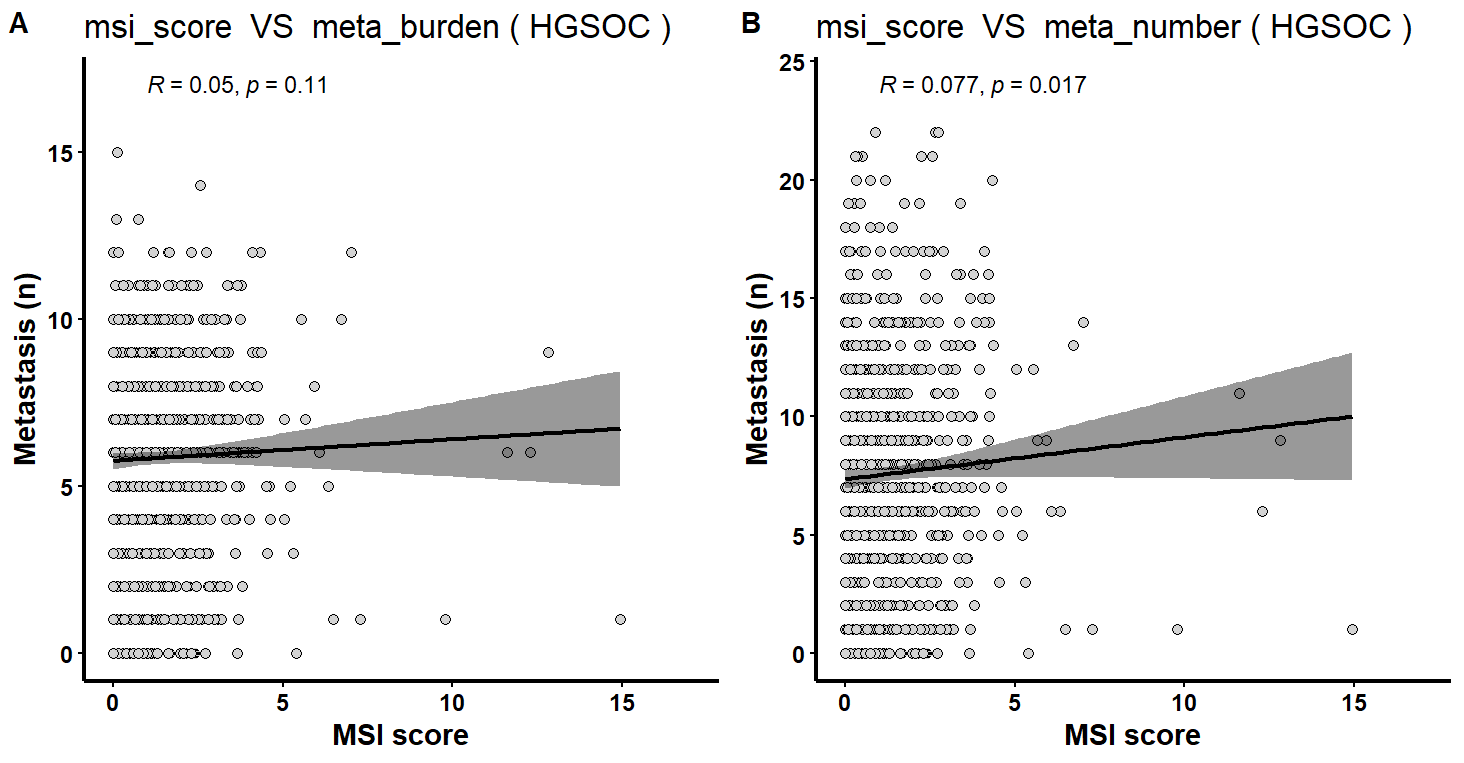 A
msi_score VS meta_burden ( HGSOC )
R = 0.05, p = 0.11
Metastasis (n)
15
10
5
0
0 5 10 15
MSI score
B
msi_score VS meta_number ( HGSOC )
R = 0.077, p = 0.017
Metastasis (n)
25
20
15
10
5
0
0 5 10 15
MSI score